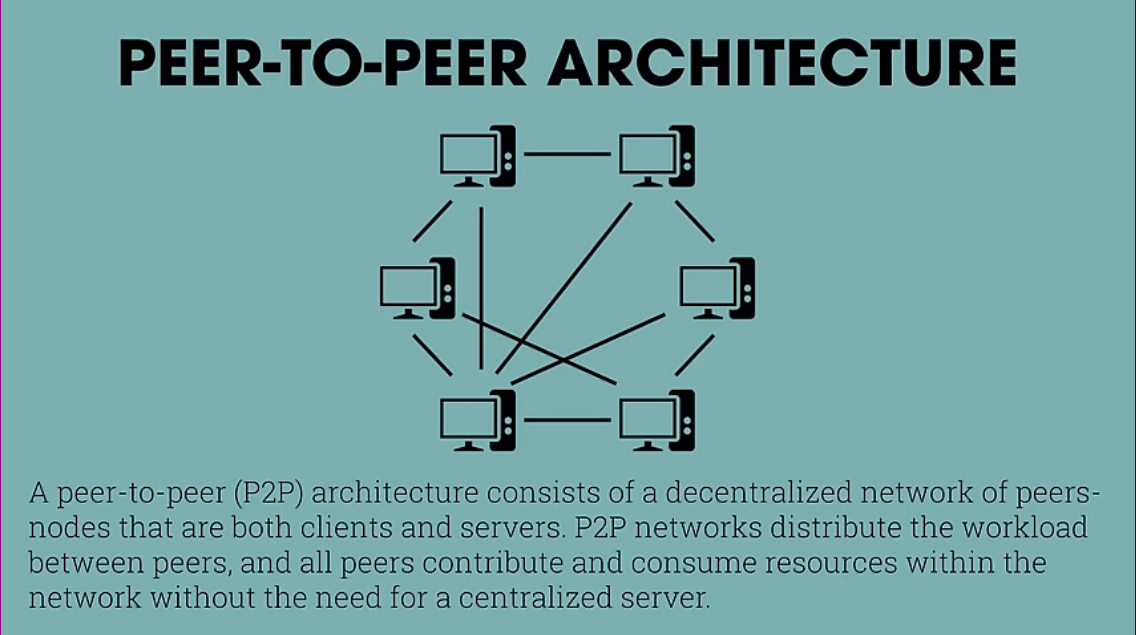 PEER-TO-PEER ARCHITECTURE
A peer-to-peer (P2P) architecture consists of a decentralized network of peers-
nodes that are both clients and servers. P2P networks distribute the workload
between peers, and all peers contribute and consume resources within the
network without the need for a centralized server.